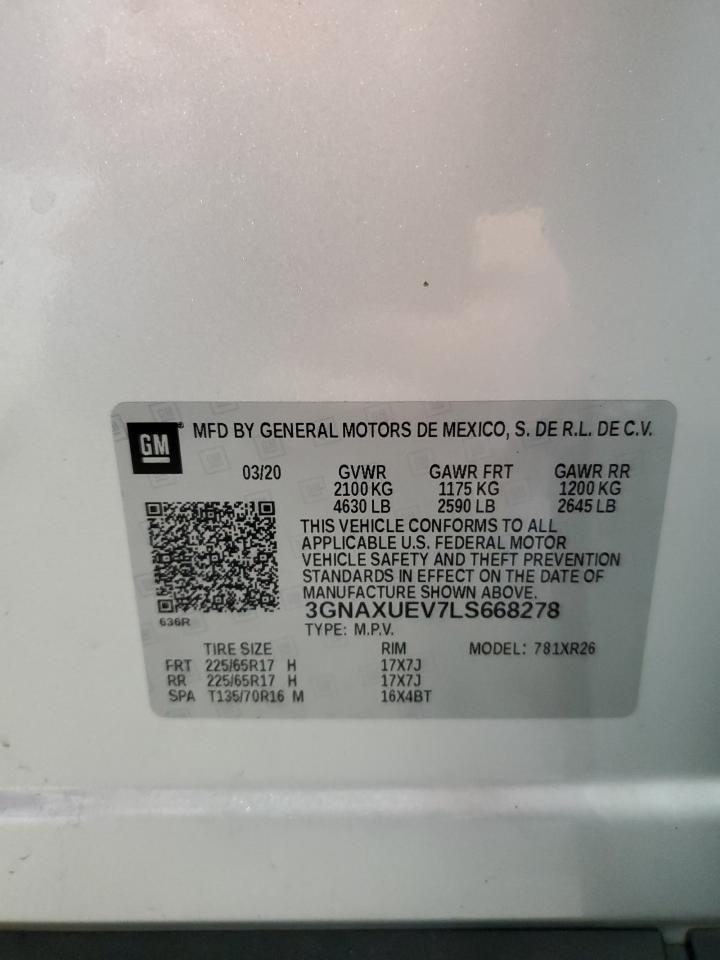 GM® MFD BY GENERAL MOTORS DE MEXICO, S. DE R.L. DE C.V.
03/20 GVWR GAWR FRT GAWR RR
2100 KG 1175 KG 1200 KG
4630 LB 2590 LB 2645 LB
THIS VEHICLE CONFORMS TO ALL
APPLICABLE U.S. FEDERAL MOTOR
VEHICLE SAFETY AND THEFT PREVENTION
STANDARDS IN EFFECT ON THE DATE OF
MANUFACTURE SHOWN ABOVE.
3GNAXUEV7LS668278
636R
TYPE: M.P.V.
TIRE SIZE RIM MODEL: 781XR26
FRT 225/65R17 H 17X7J
RR 225/65R17 H 17X7J
SPA T135/70R16 M 16X4BT